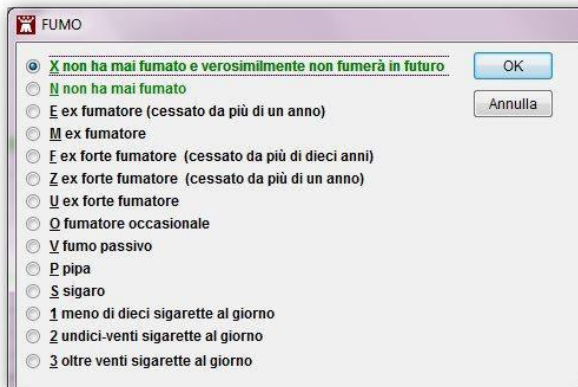 FUMO
X non ha mai fumato e verosimilmente non fumerà in futuro
OK
N non ha mai fumato
Annulla
E ex fumatore (cessato da più di un anno)
M ex fumatore
F ex forte fumatore (cessato da più di dieci anni)
Z ex forte fumatore (cessato da più di un anno)
U ex forte fumatore
O fumatore occasionale
V fumo passivo
P pipa
S sigaro
1 meno di dieci sigarette al giorno
2 undici-venti sigarette al giorno
3 oltre venti sigarette al giorno